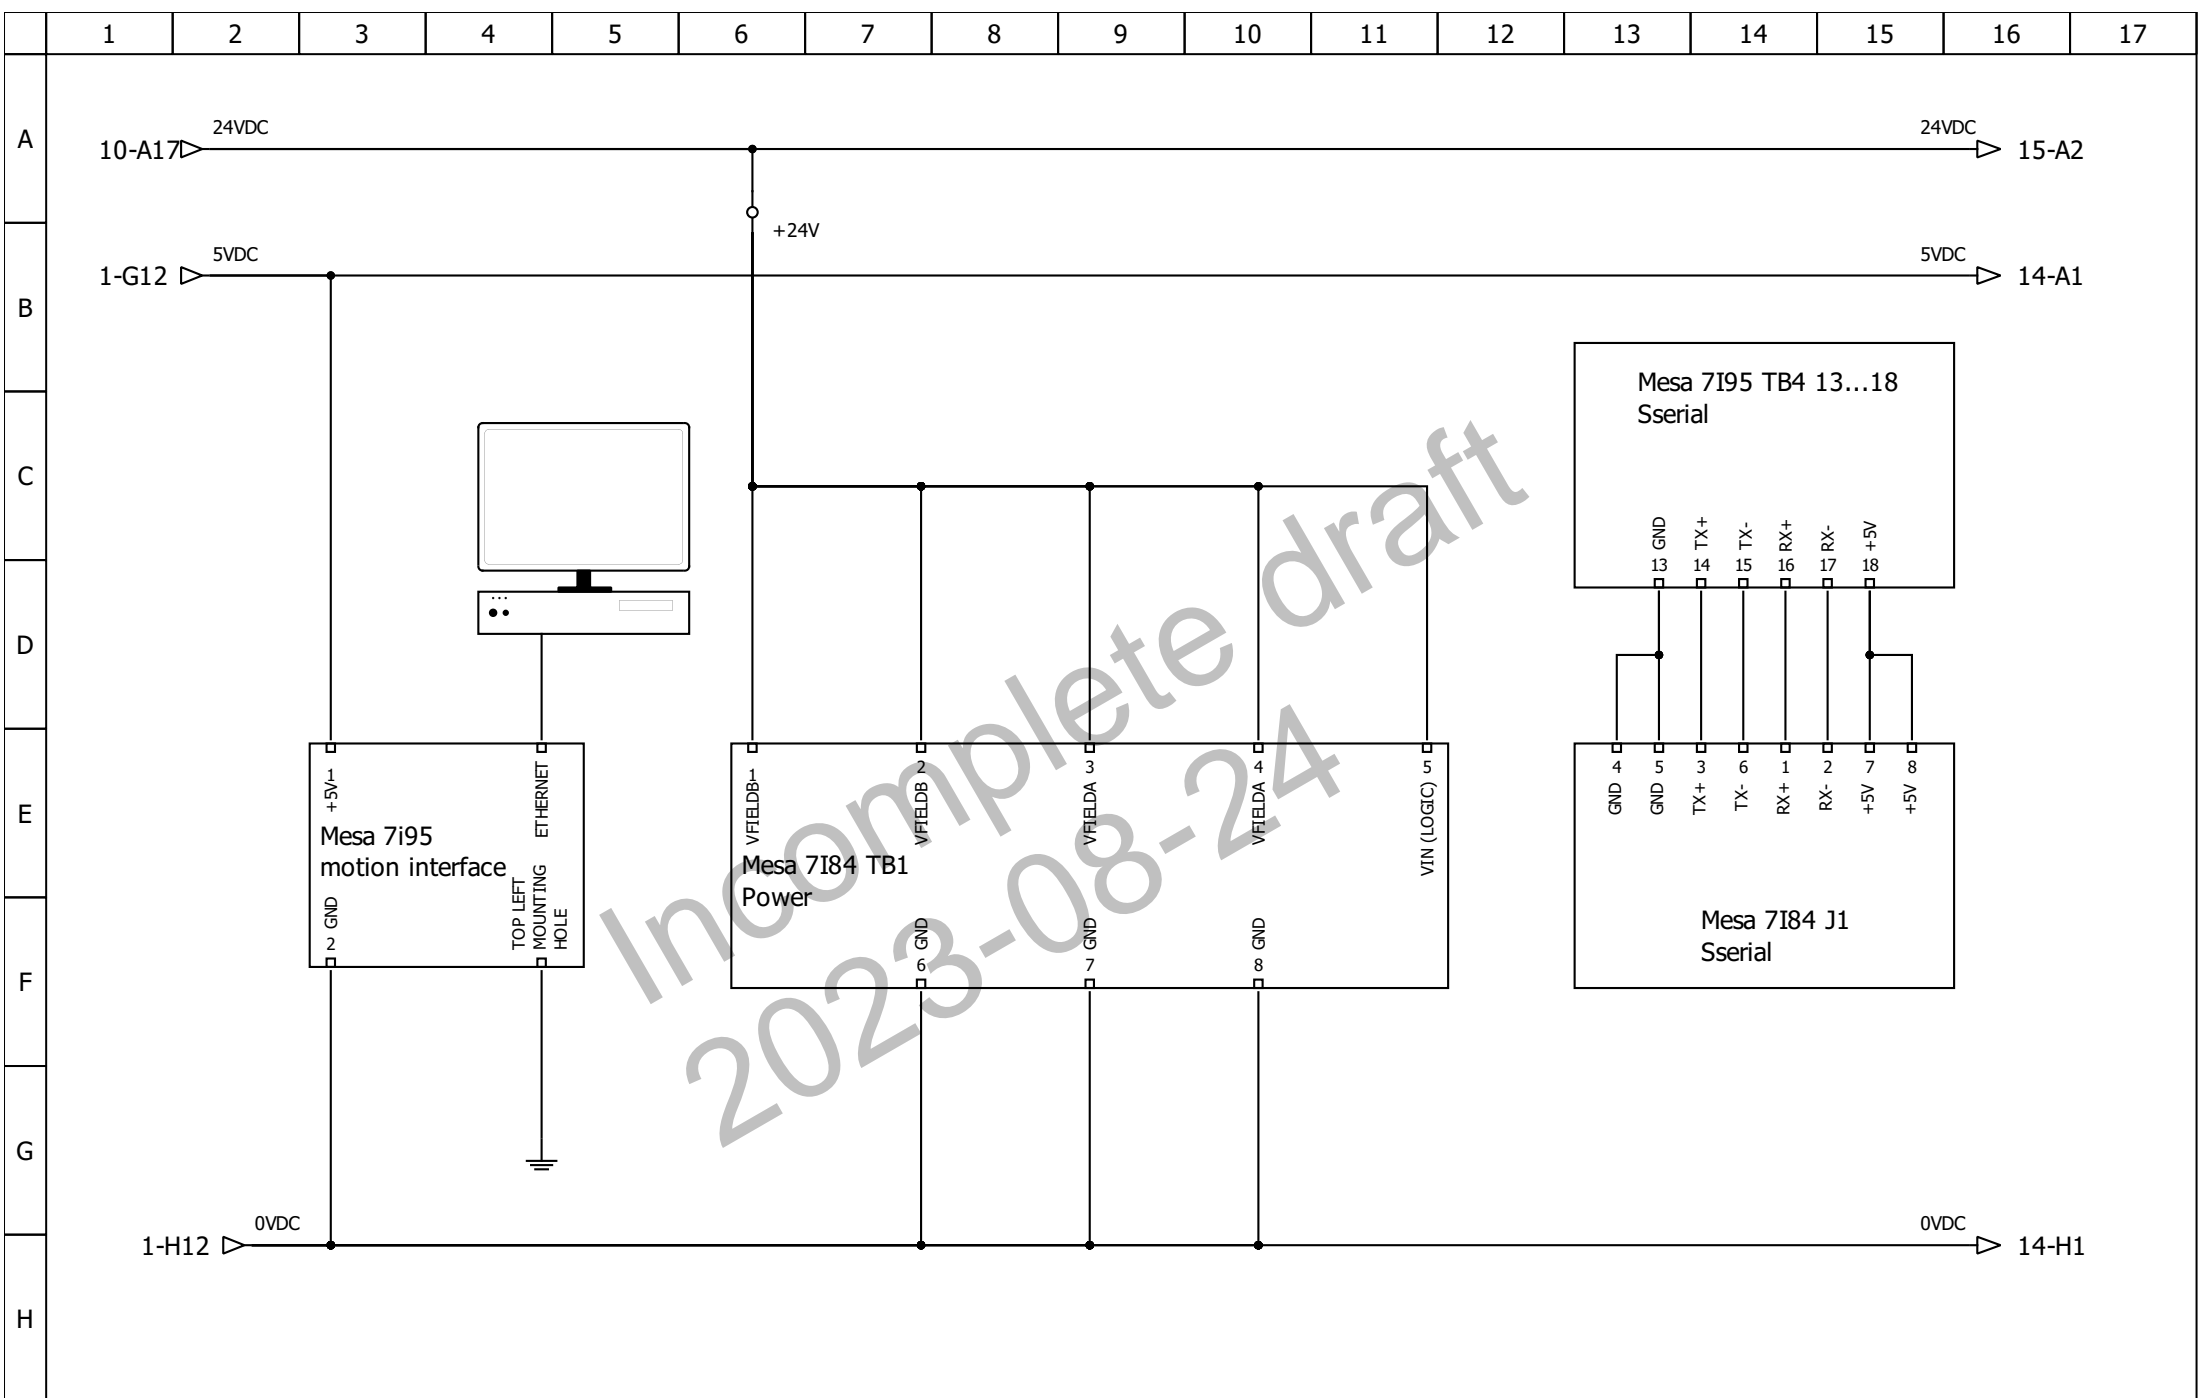 1 2 3 4 5 6 7 8 9 10 11 12 13 14 15 16 17
A
24VDC
24VDC
10-A17
15-A2
+24V
5VDC
5VDC
1-G12
14-A1
B
Mesa 7I95 TB4 13...18
Sserial
C
GND TX+ TX- RX+ RX- +5V
13 14 15 16 17 18
D
1
+5V
ETHERNET
Mesa 7i95
motion interface
GND
2
TOP LEFT
MOUNTING
HOLE
E
1 2 3 4 5
VFIELDB VFIELDB VFIELDA VFIELDA VIN (LOGIC)
Mesa 7I84 TB1
Power
GND GND GND
6 7 8
4 5 3 6 1 2 7 8
GND GND TX+ TX- RX+ RX- +5V +5V
Mesa 7I84 J1
Sserial
F
Incomplete draft
2023-08-24
G
0VDC
0VDC
1-H12
14-H1
H